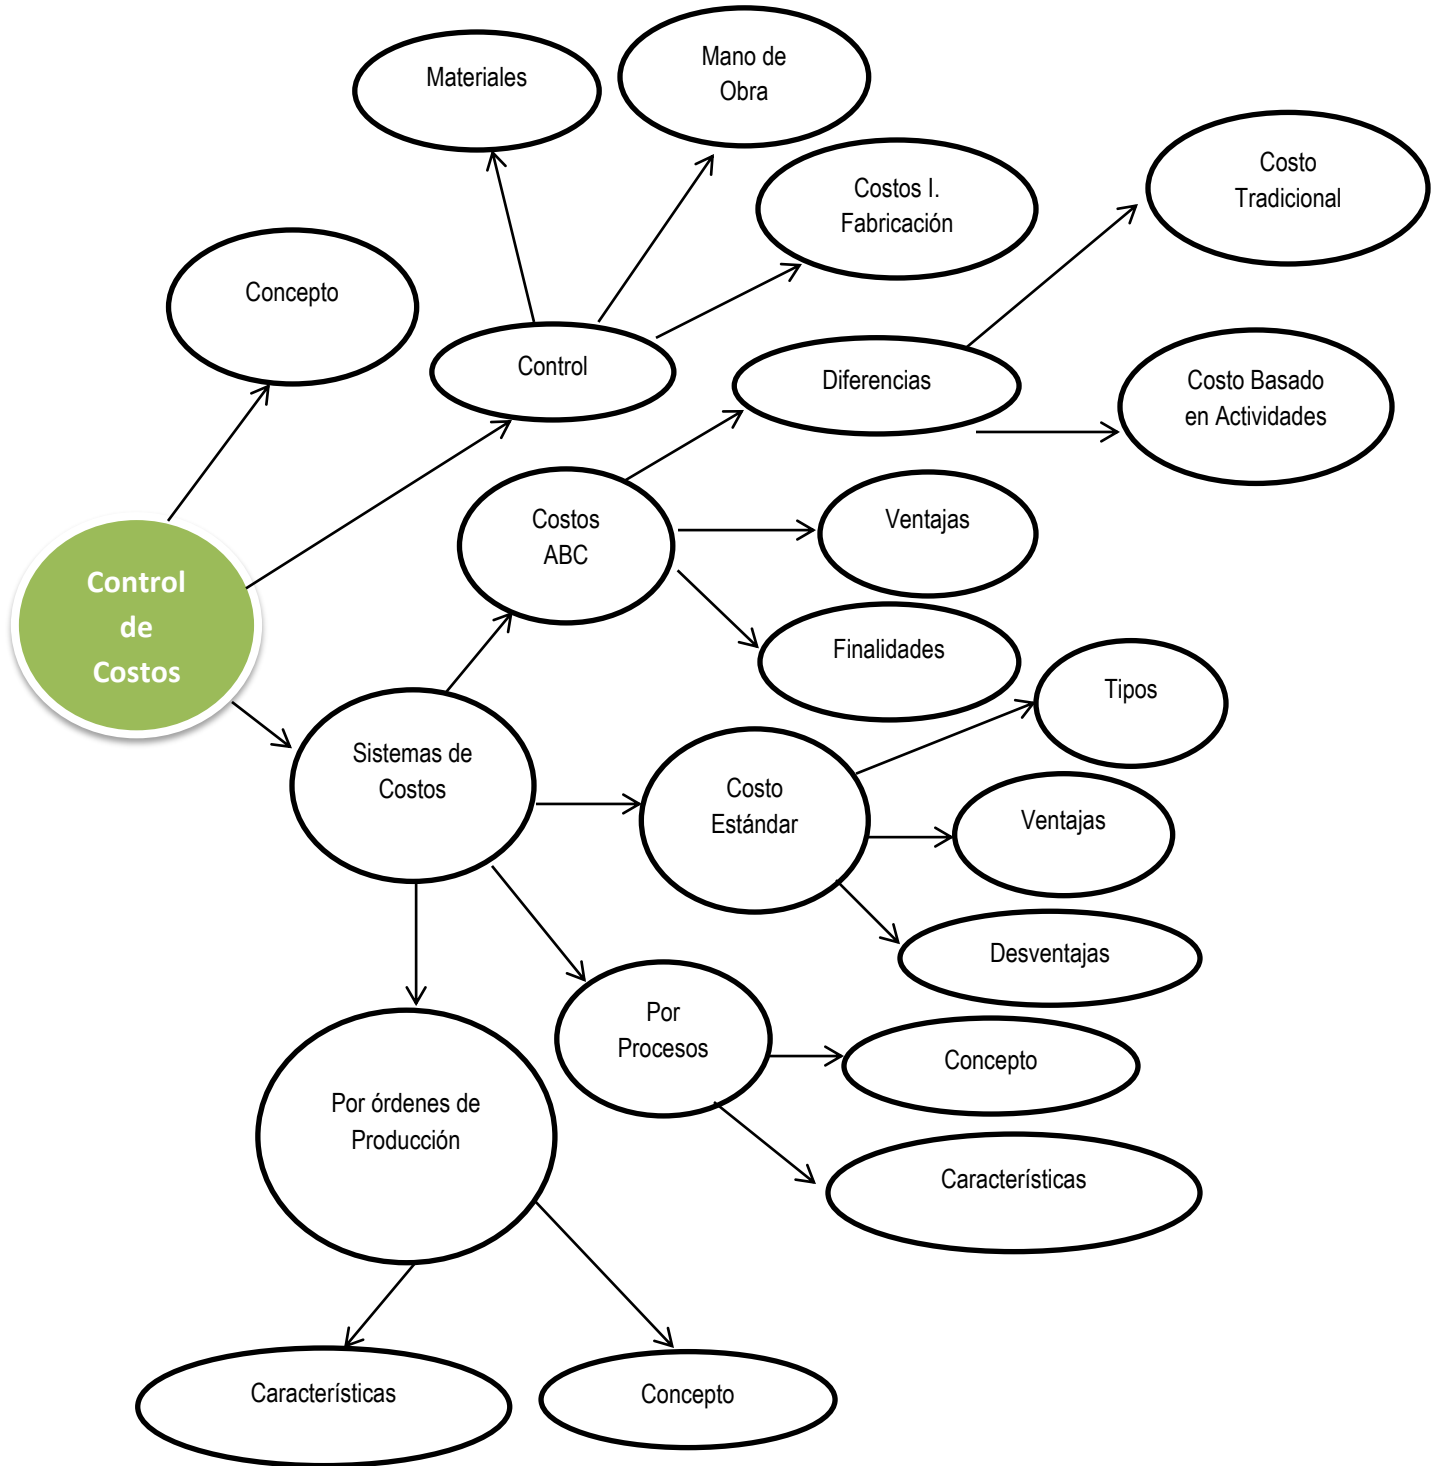 Mano de
Obra
Materiales
Costo
Tradicional
Costos I.
Fabricación
Concepto
Control
Diferencias
Costo Basado
en Actividades
Costos
ABC
Ventajas
Control
de
Costos
Finalidades
Tipos
Sistemas de
Costos
Costo
Estándar
Ventajas
Desventajas
Por
Procesos
Concepto
Por órdenes de
Producción
Características
Características
Concepto